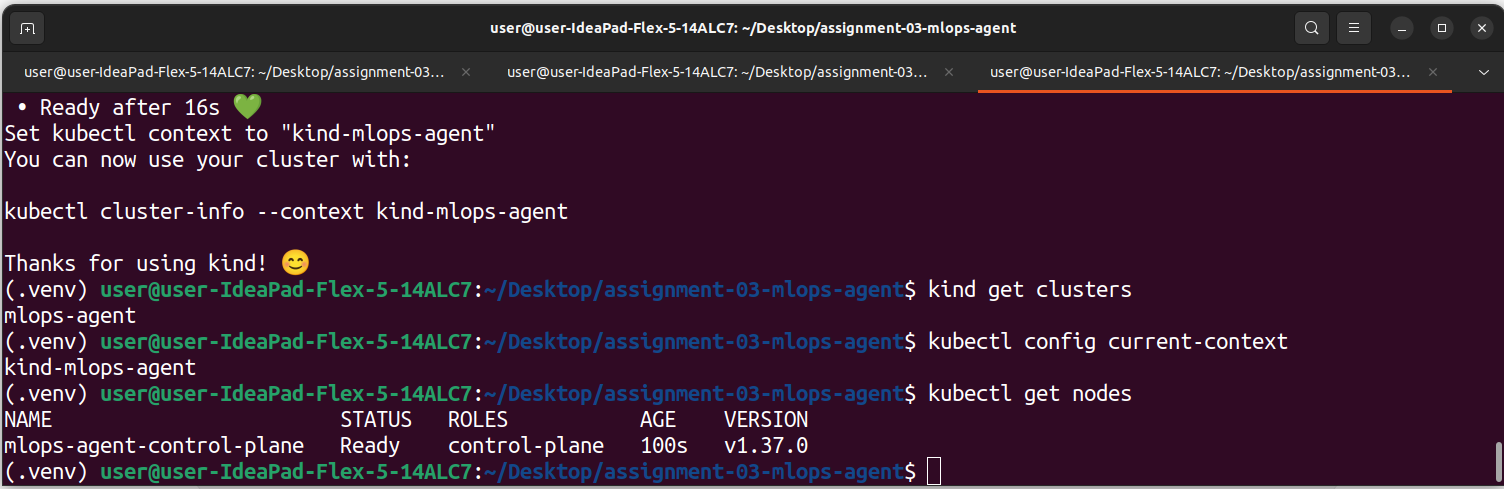 user@user-IdeaPad-Flex-5-14ALC7: ~/Desktop/assignment-03-mlops-agent
user@user-IdeaPad-Flex-5-14ALC7: ~/Desktop/assignment-03... × user@user-IdeaPad-Flex-5-14ALC7: ~/Desktop/assignment-03... × user@user-IdeaPad-Flex-5-14ALC7: ~/Desktop/assignment-03... ×
• Ready after 16s 💚
Set kubectl context to "kind-mlops-agent"
You can now use your cluster with:
kubectl cluster-info --context kind-mlops-agent
Thanks for using kind! 😊
(.venv) user@user-IdeaPad-Flex-5-14ALC7:~/Desktop/assignment-03-mlops-agent$ kind get clusters
mlops-agent
(.venv) user@user-IdeaPad-Flex-5-14ALC7:~/Desktop/assignment-03-mlops-agent$ kubectl config current-context
kind-mlops-agent
(.venv) user@user-IdeaPad-Flex-5-14ALC7:~/Desktop/assignment-03-mlops-agent$ kubectl get nodes
NAME STATUS ROLES AGE VERSION
mlops-agent-control-plane Ready control-plane 100s v1.37.0
(.venv) user@user-IdeaPad-Flex-5-14ALC7:~/Desktop/assignment-03-mlops-agent$